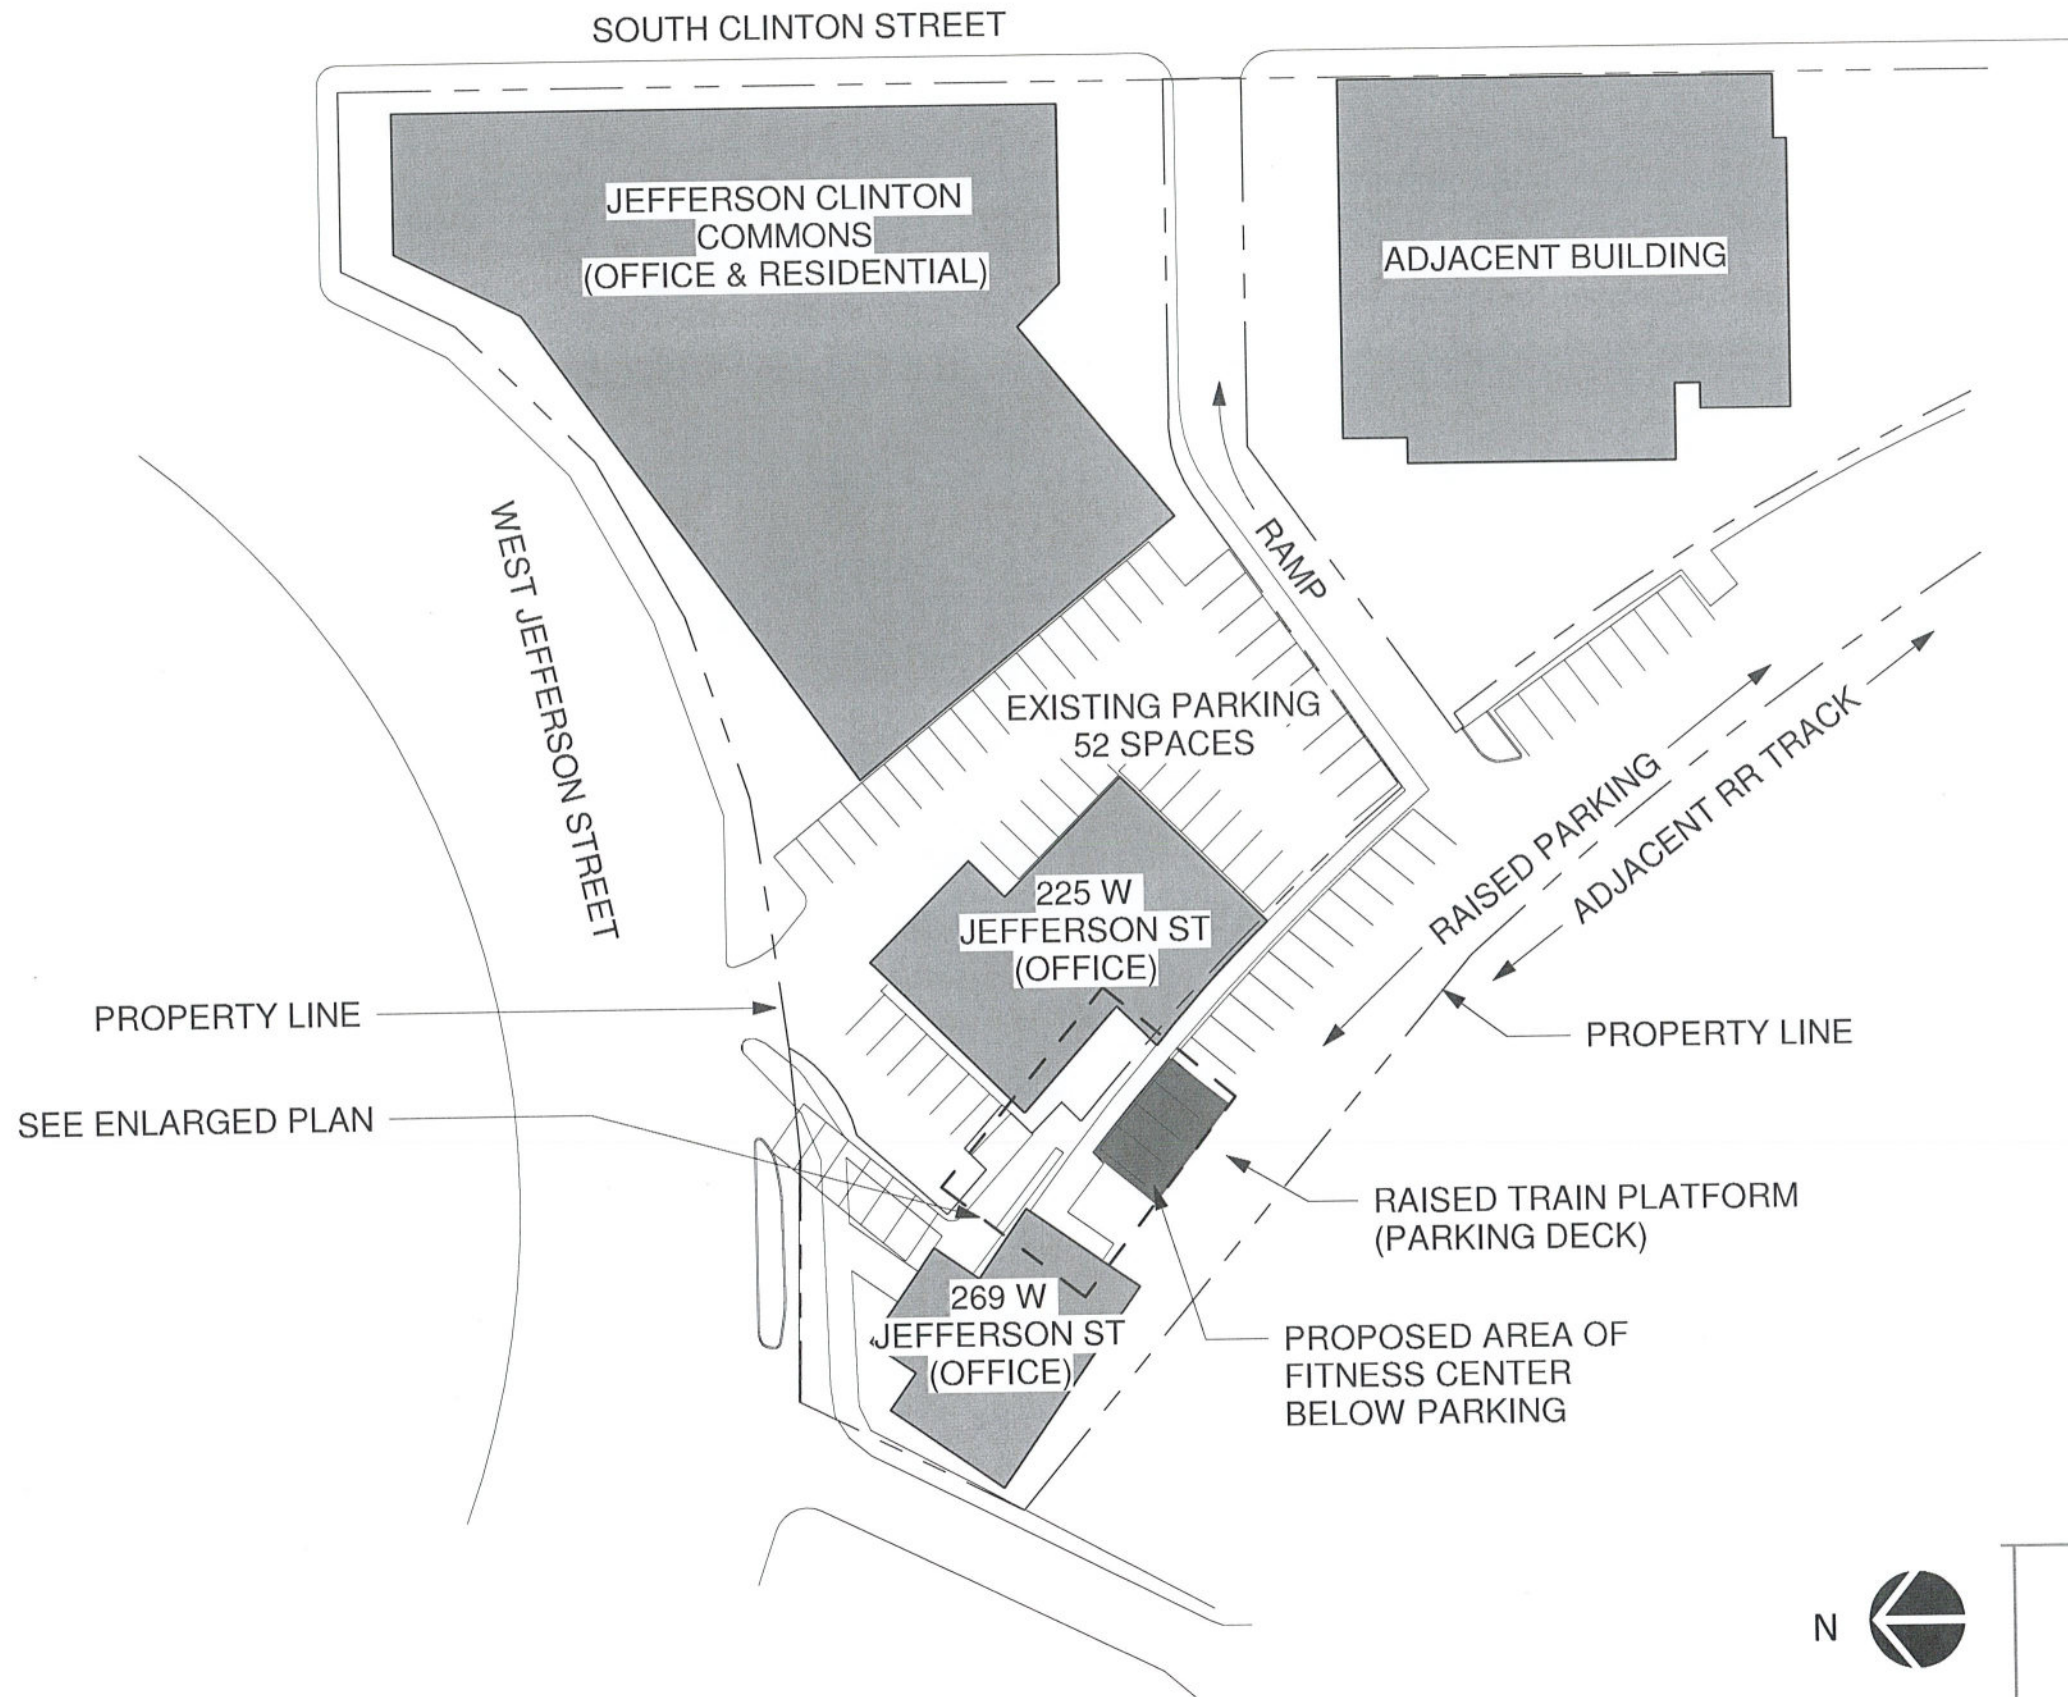 SOUTH CLINTON STREET
JEFFERSON CLINTON
COMMONS
(OFFICE & RESIDENTIAL)
ADJACENT BUILDING
WEST JEFFERSON STREET
RAMP
EXISTING PARKING
52 SPACES
RAISED PARKING
ADJACENT RR TRACK
225 W
JEFFERSON ST
(OFFICE)
PROPERTY LINE
PROPERTY LINE
SEE ENLARGED PLAN
RAISED TRAIN PLATFORM
(PARKING DECK)
269 W
JEFFERSON ST
(OFFICE)
PROPOSED AREA OF
FITNESS CENTER
BELOW PARKING
N